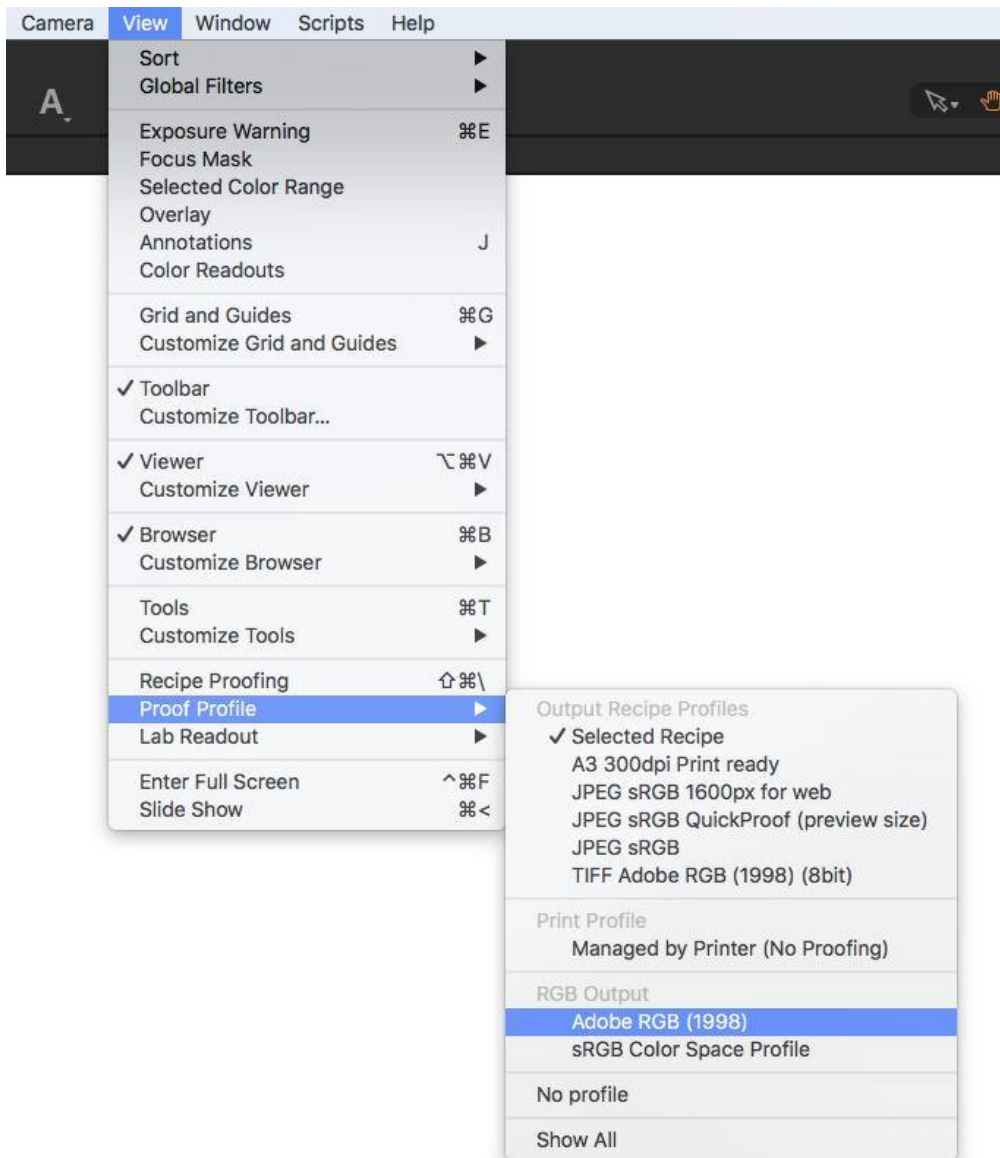 Camera View Window Scripts Help
A
Sort
Global Filters
Exposure Warning ⌘E
Focus Mask
Selected Color Range
Overlay
Annotations J
Color Readouts
Grid and Guides ⌘G
Customize Grid and Guides
✓ Toolbar
Customize Toolbar...
✓ Viewer ⌥⌘V
Customize Viewer
✓ Browser ⌘B
Customize Browser
Tools ⌘T
Customize Tools
Recipe Proofing ⇧⌘\
Proof Profile
Lab Readout
Enter Full Screen ^⌘F
Slide Show ⌘<
Output Recipe Profiles
✓ Selected Recipe
A3 300dpi Print ready
JPEG sRGB 1600px for web
JPEG sRGB QuickProof (preview size)
JPEG sRGB
TIFF Adobe RGB (1998) (8bit)
Print Profile
Managed by Printer (No Proofing)
RGB Output
Adobe RGB (1998)
sRGB Color Space Profile
No profile
Show All